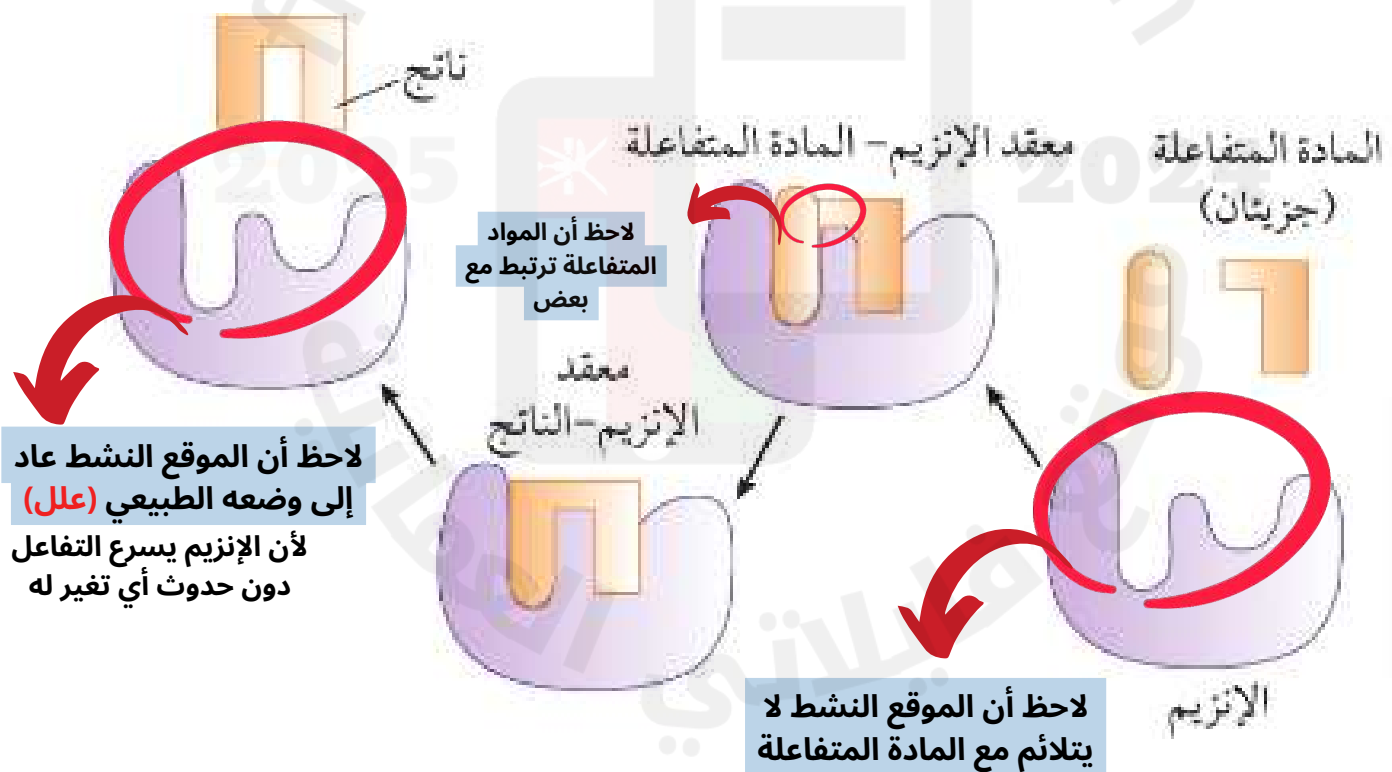 المادة المتفاعلة
(جزيئان)
الإنزيم
لاحظ أن الموقع النشط لا
يتلائم مع المادة المتفاعلة
معقد الإنزيم– المادة المتفاعلة
لاحظ أن المواد
المتفاعلة ترتبط مع
بعض
معقد
الإنزيم–الناتج
ناتج
لاحظ أن الموقع النشط عاد
إلى وضعه الطبيعي (علل)
لأن الإنزيم يسرع التفاعل
دون حدوث أي تغير له
2025
2024